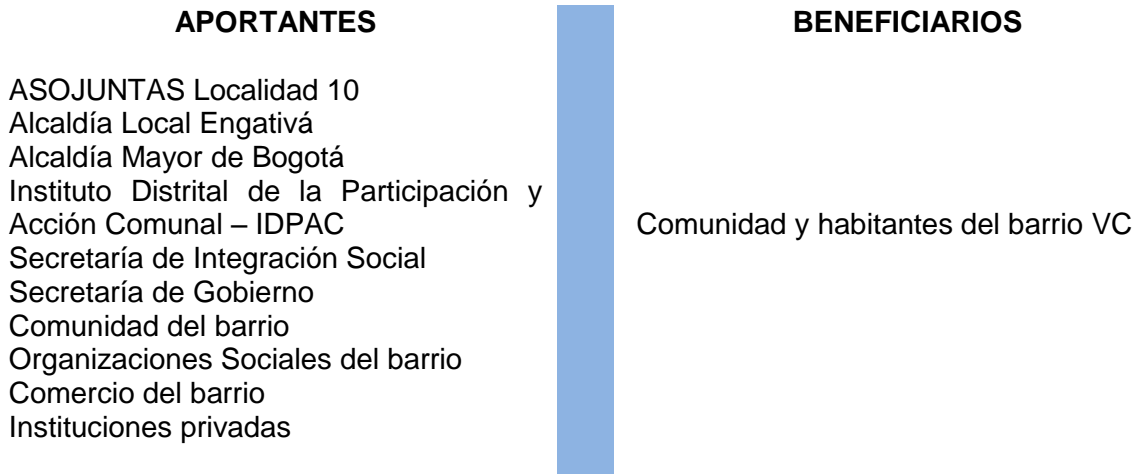 APORTANTES
ASOJUNTAS Localidad 10
Alcaldía Local Engativá
Alcaldía Mayor de Bogotá
Instituto Distrital de la Participación y
Acción Comunal – IDPAC
Secretaría de Integración Social
Secretaría de Gobierno
Comunidad del barrio
Organizaciones Sociales del barrio
Comercio del barrio
Instituciones privadas
BENEFICIARIOS
Comunidad y habitantes del barrio VC